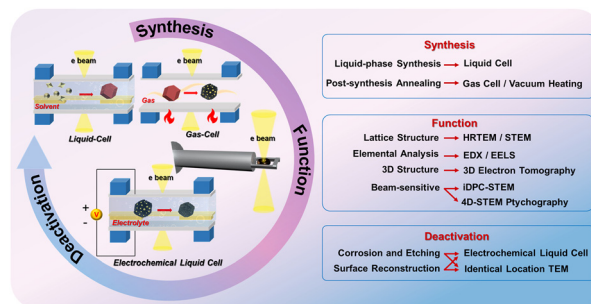 Synthesis
Function
Deactivation
e beam
e beam
Solvent
Gas
Liquid-Cell
Gas-Cell
e beam
e beam
+
V
-
Electrolyte
Electrochemical Liquid Cell
Synthesis
Liquid-phase Synthesis → Liquid Cell
Post-synthesis Annealing → Gas Cell / Vacuum Heating
Function
Lattice Structure → HRTEM / STEM
Elemental Analysis → EDX / EELS
3D Structure → 3D Electron Tomography
Beam-sensitive → iDPC-STEM
4D-STEM Ptychography
Deactivation
Corrosion and Etching → Electrochemical Liquid Cell
Surface Reconstruction → Identical Location TEM